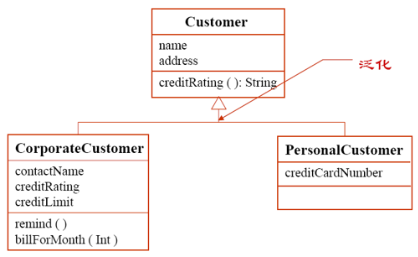 Customer
name
address
creditRating ( ): String
泛化
CorporateCustomer
contactName
creditRating
creditLimit
remind ( )
billForMonth ( Int )
PersonalCustomer
creditCardNumber